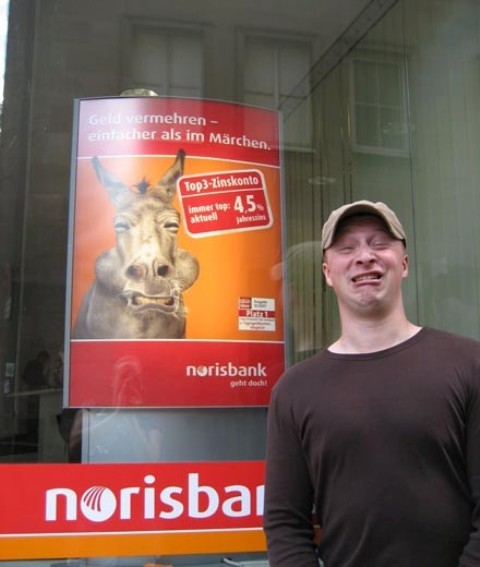 Geld vermehren –
einfacher als im Märchen.
Top3-Zinskonto
immer top:
aktuell
4,5%
Jahreszins
Platz 1
norisbank
geht doch!
norisban